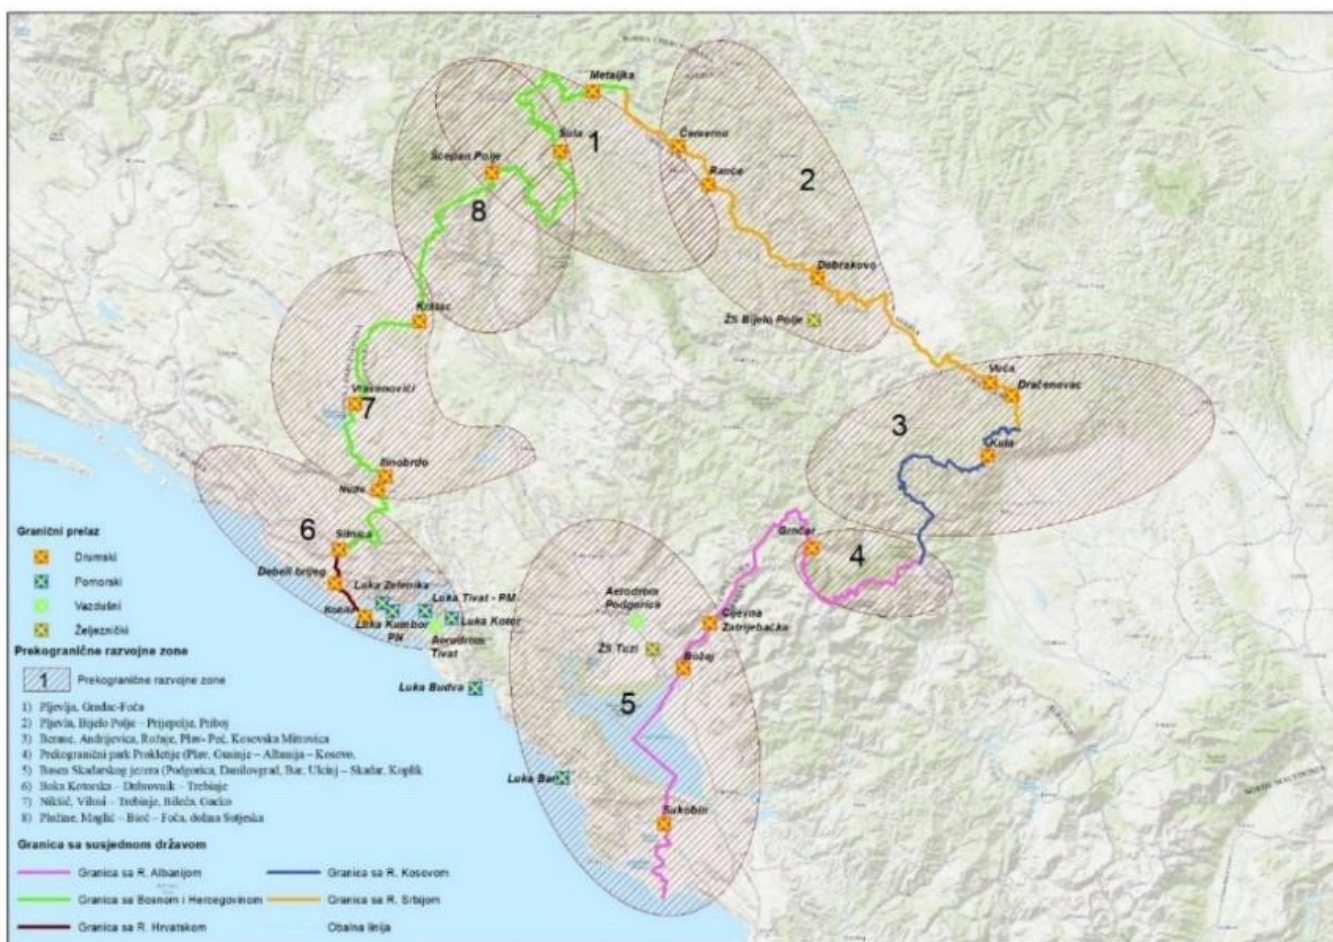 Metaljka
Šula
1
Čemerno
Šćepan Polje
Ranče
2
8
Dobrakovo
ŽS Bijelo Polje
Krstac
Vraćenovići
7
Vuča
Dračenovac
3
Kula
Ilinobrdo
Nudo
6
Sitnica
Grnčar
4
Granični prelaz
Drumski
Pomorski
Vazdušni
Željeznički
Debeli brijeg
Luka Zelenika
Luka Tivat - PM
Luka Kotor
Luka Kumbor
PN
Aerodrom
Tivat
Aerodrom
Podgorica
Cijevna
Zatrijebačka
ŽS Tuzi
Božaj
Luka Budva
5
Luka Bar
Sukobin
Prekogranične razvojne zone
1 Prekogranične razvojne zone
1) Pljevlja, Gradac-Foča
2) Pljevla, Bijelo Polje – Prijepolje, Priboj
3) Berane, Andrijevica, Rožaje, Plav- Peć, Kosovska Mitrovica
4) Prekogranični park Prokletije (Plav, Gusinje – Albanija – Kosovo.
5) Basen Skadarskog jezera (Podgorica, Danilovgrad, Bar, Ulcinj – Skadar, Koplik
6) Boka Kotorska – Dubrovnik – Trebinje
7) Nikšić, Vilusi – Trebinje, Bileća, Gacko
8) Plužine, Maglić – Bioč – Foča, dolina Sutjeska
Granica sa susjednom državom
Granica sa R. Albanijom
Granica sa R. Kosovom
Granica sa Bosnom i Hercegovinom
Granica sa R. Srbijom
Granica sa R. Hrvatskom
Obalna linija